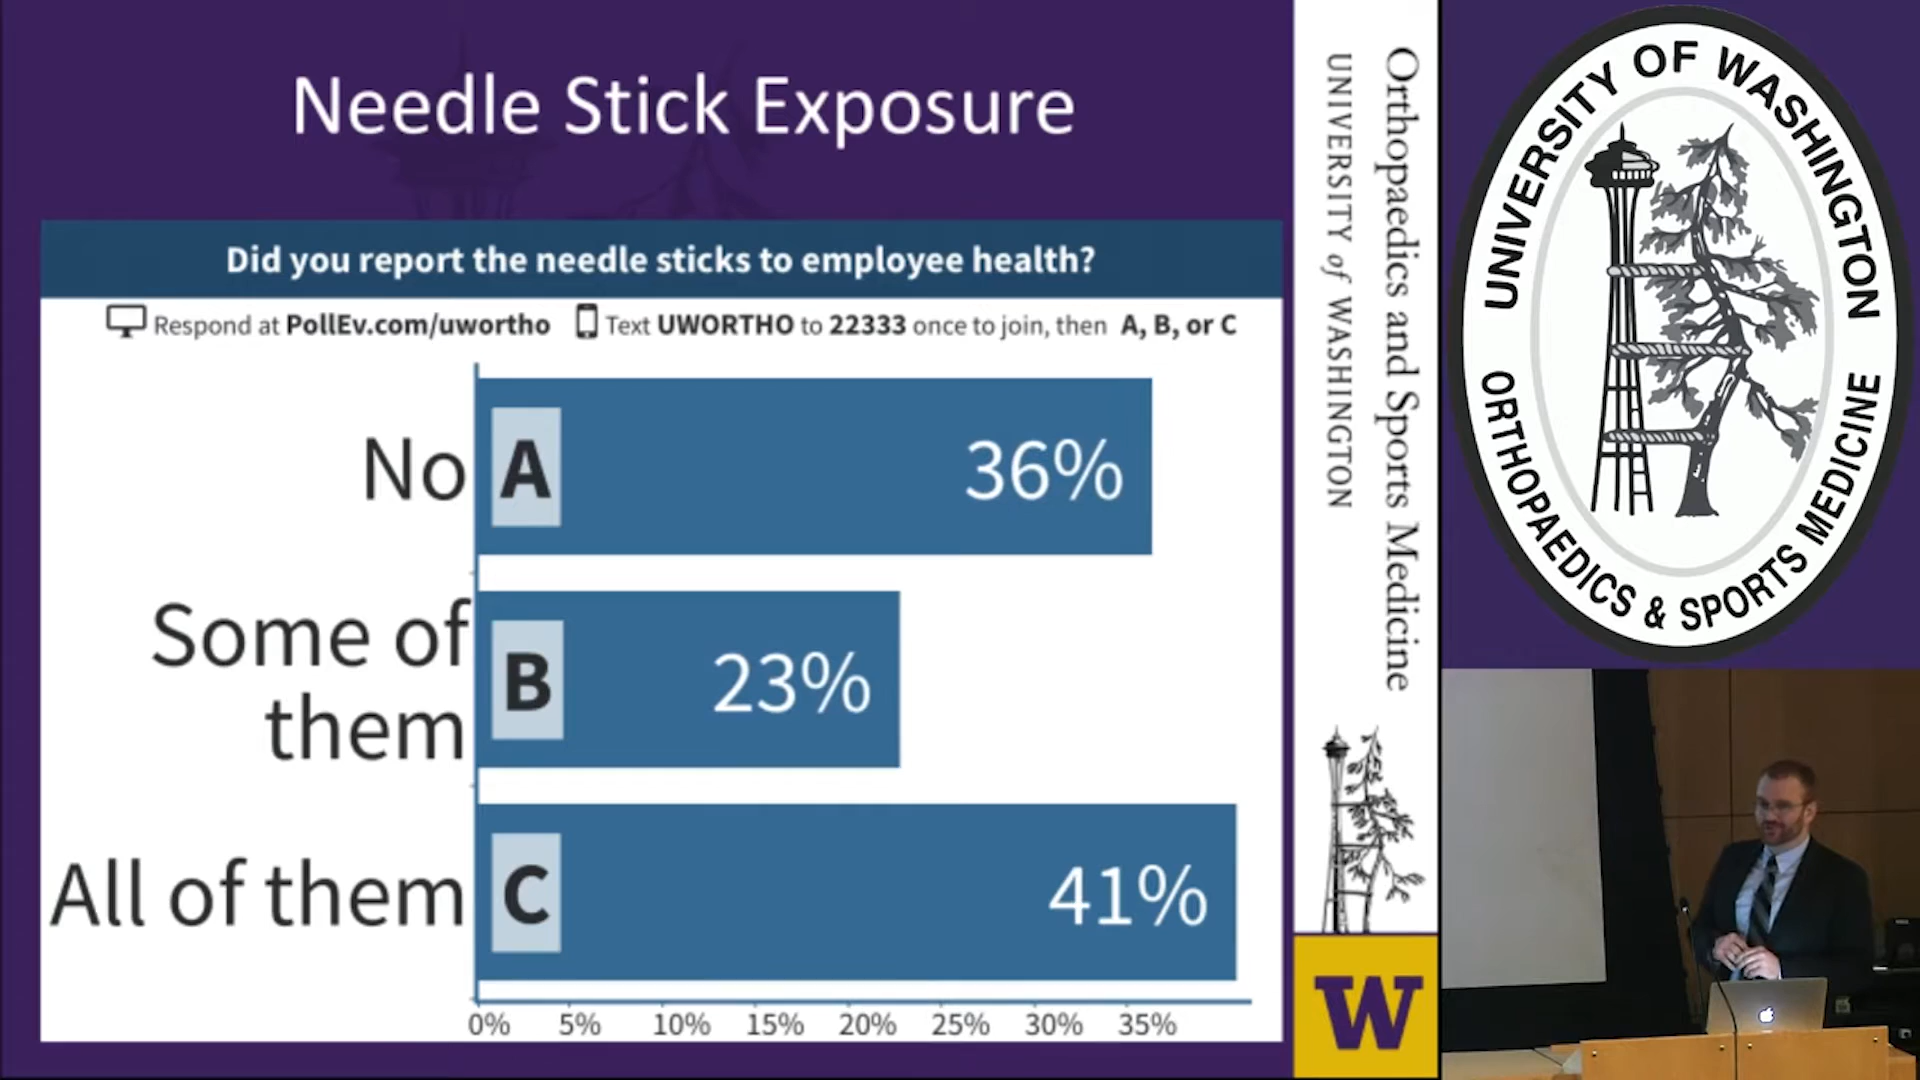 Needle Stick Exposure
Did you report the needle sticks to employee health?
Respond at PollEv.com/uwortho Text UWORTHO to 22333 once to join, then A, B, or C
No A 36%
Some of
them B 23%
All of them C 41%
0% 5% 10% 15% 20% 25% 30% 35%
Orthopaedics and Sports Medicine
UNIVERSITY of WASHINGTON
W
UNIVERSITY OF WASHINGTON
ORTHOPAEDICS & SPORTS MEDICINE